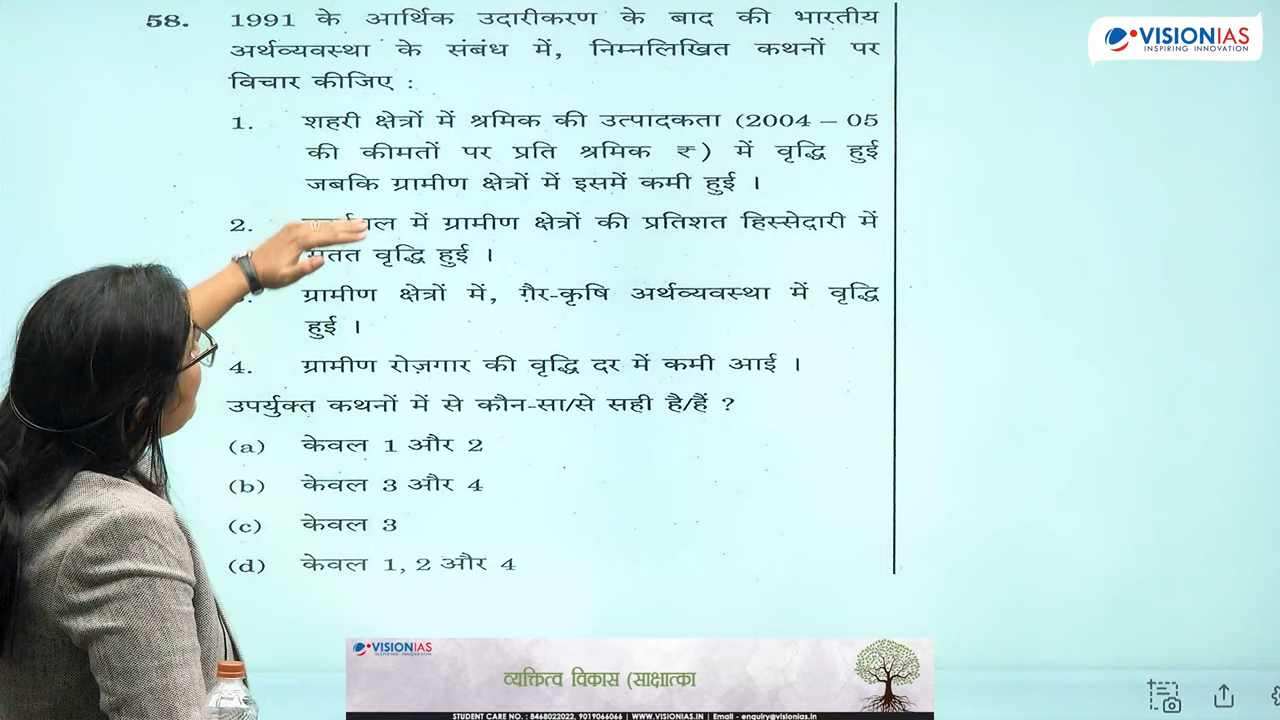 58. 1991 के आर्थिक उदारीकरण के बाद की भारतीय
अर्थव्यवस्था के संबंध में, निम्नलिखित कथनों पर
विचार कीजिए :
1. शहरी क्षेत्रों में श्रमिक की उत्पादकता (2004 – 05
की कीमतों पर प्रति श्रमिक ₹) में वृद्धि हुई
जबकि ग्रामीण क्षेत्रों में इसमें कमी हुई ।
2. में ग्रामीण क्षेत्रों की प्रतिशत हिस्सेदारी में
सतत वृद्धि हुई ।
ग्रामीण क्षेत्रों में, ग़ैर-कृषि अर्थव्यवस्था में वृद्धि
हुई ।
4. ग्रामीण रोज़गार की वृद्धि दर में कमी आई ।
उपर्युक्त कथनों में से कौन-सा/से सही है/हैं ?
(a) केवल 1 और 2
(b) केवल 3 और 4
(c) केवल 3
(d) केवल 1, 2 और 4
VISIONIAS
INSPIRING INNOVATION
VISIONIAS
INSPIRING INNOVATION
व्यक्तित्व विकास (साक्षात्का
STUDENT CARE NO. : 8468022022, 9019066066 | WWW.VISIONIAS.IN | Email - enquiry@visionias.in